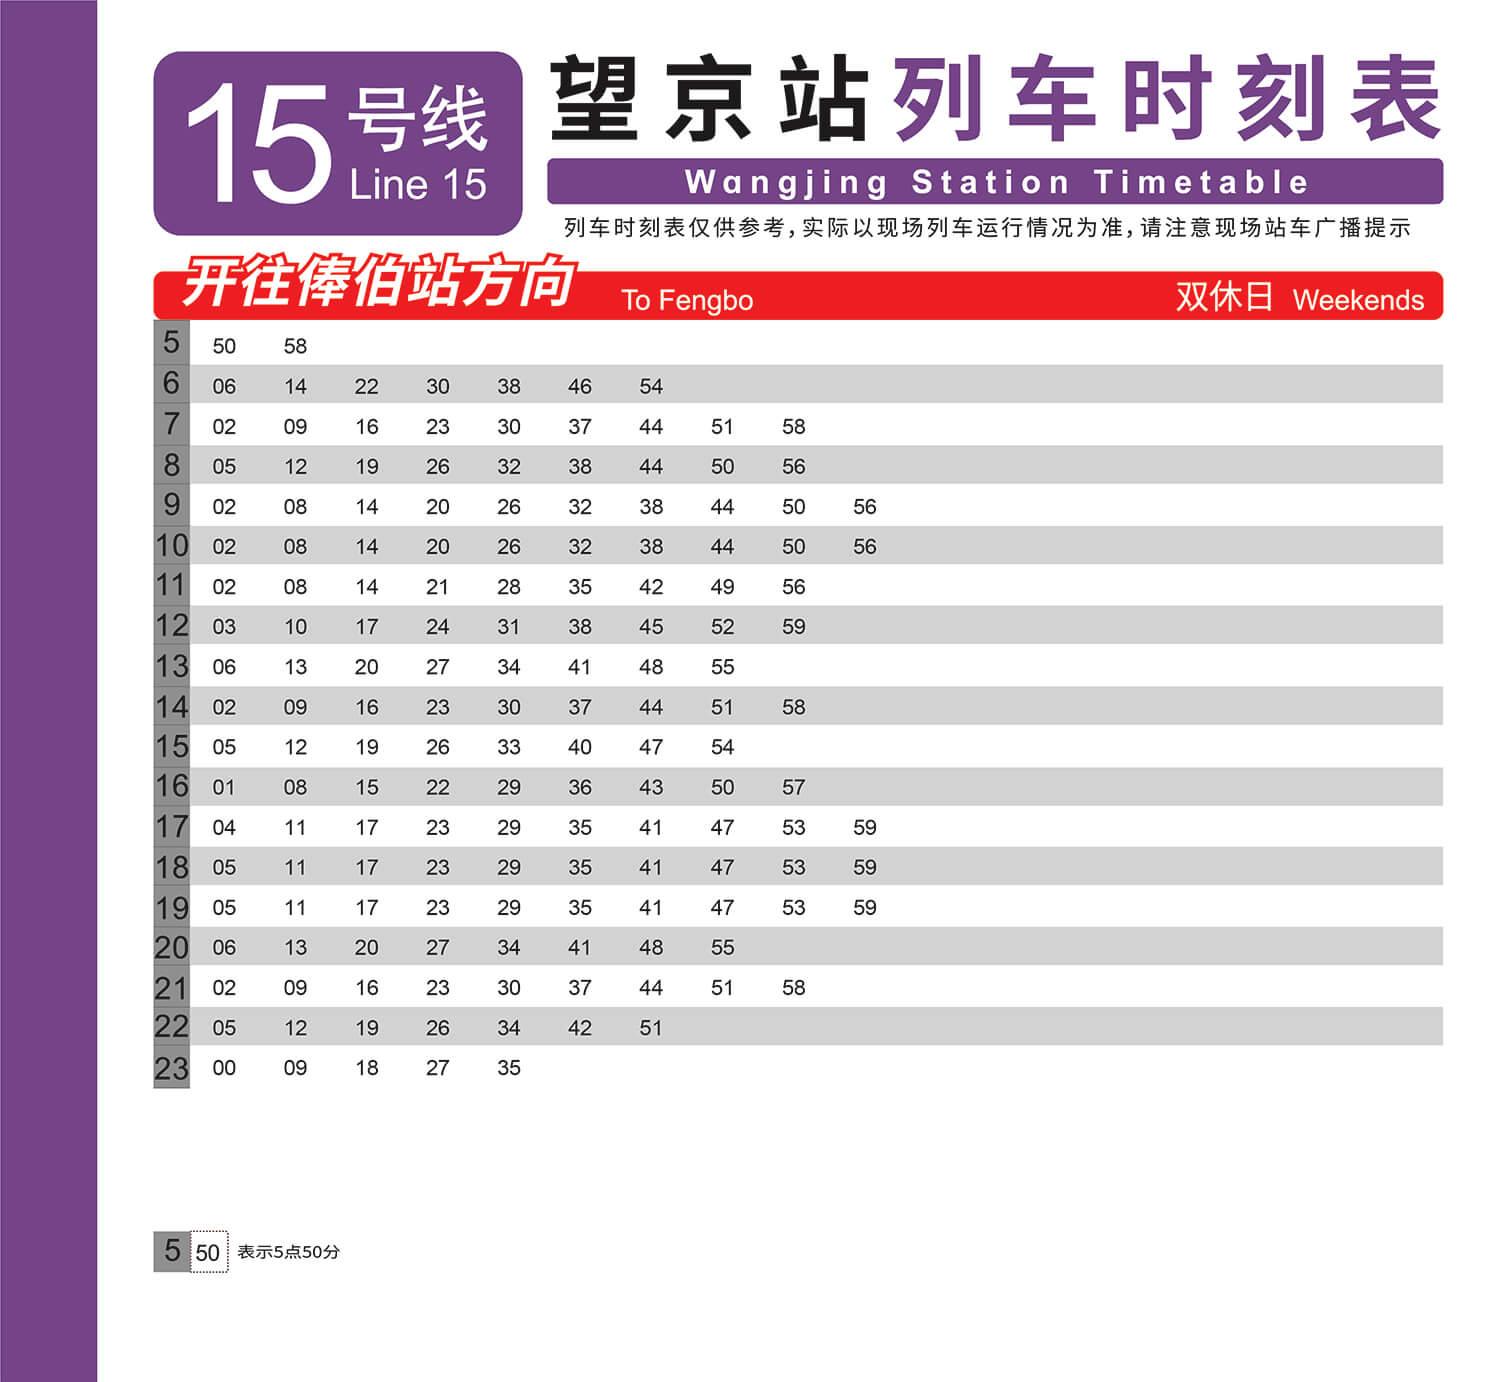 15号线
Line 15
望京站列车时刻表
Wangjing Station Timetable
列车时刻表仅供参考,实际以现场列车运行情况为准,请注意现场站车广播提示
开往俸伯站方向 To Fengbo 双休日 Weekends
5 50 58
6 06 14 22 30 38 46 54
7 02 09 16 23 30 37 44 51 58
8 05 12 19 26 32 38 44 50 56
9 02 08 14 20 26 32 38 44 50 56
10 02 08 14 20 26 32 38 44 50 56
11 02 08 14 21 28 35 42 49 56
12 03 10 17 24 31 38 45 52 59
13 06 13 20 27 34 41 48 55
14 02 09 16 23 30 37 44 51 58
15 05 12 19 26 33 40 47 54
16 01 08 15 22 29 36 43 50 57
17 04 11 17 23 29 35 41 47 53 59
18 05 11 17 23 29 35 41 47 53 59
19 05 11 17 23 29 35 41 47 53 59
20 06 13 20 27 34 41 48 55
21 02 09 16 23 30 37 44 51 58
22 05 12 19 26 34 42 51
23 00 09 18 27 35
5 50 表示5点50分